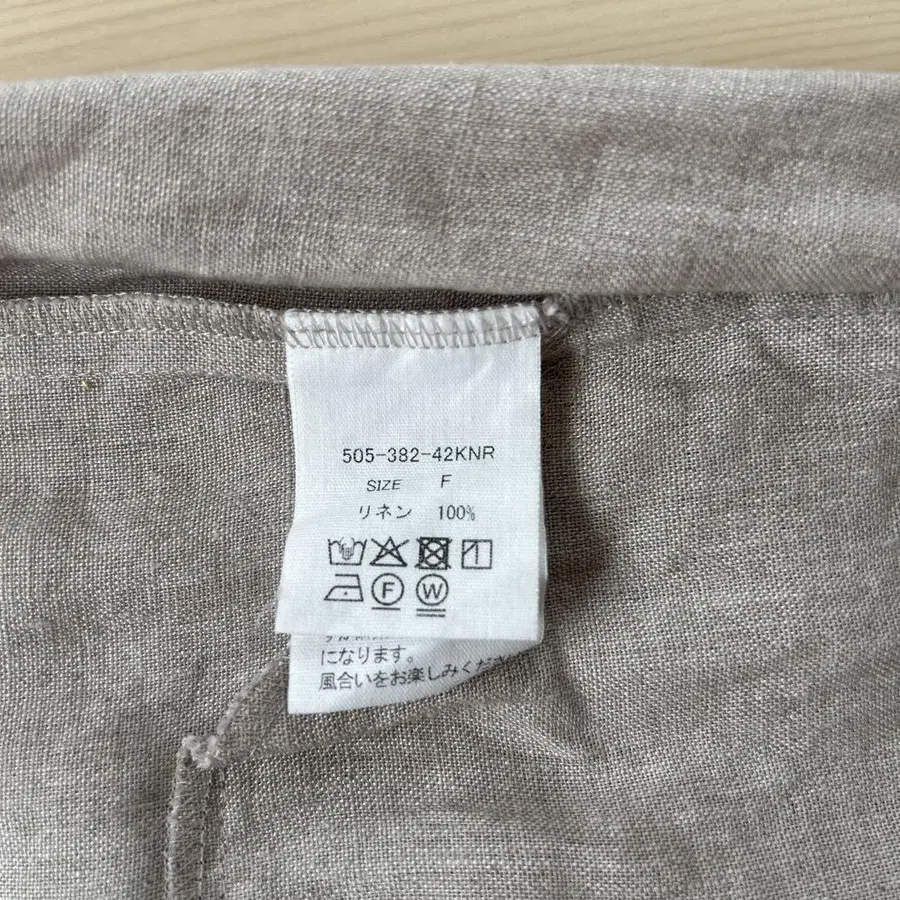 505-382-42KNR
SIZE F
リネン 100%
F W
になります。
風合いをお楽しみくださ